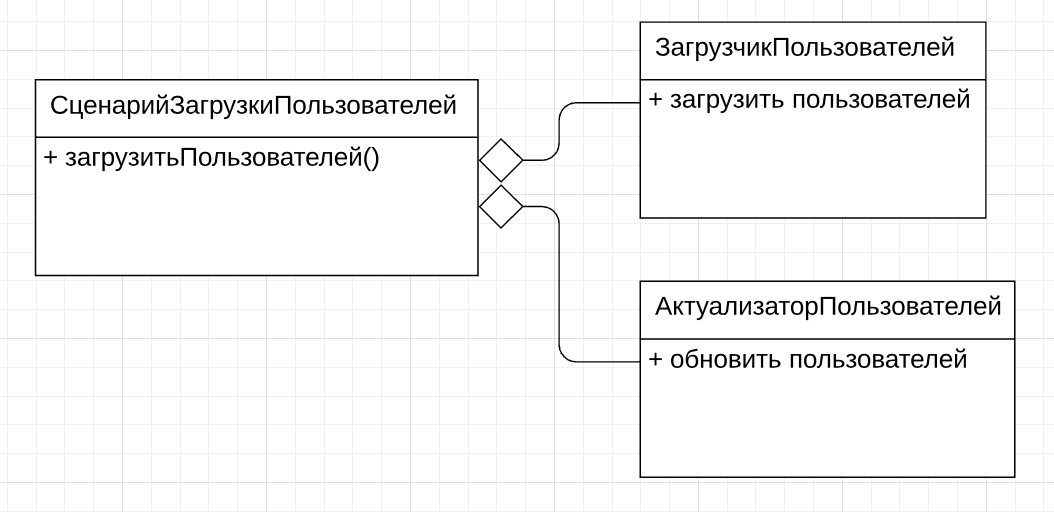 СценарийЗагрузкиПользователей
+ загрузитьПользователей()
ЗагрузчикПользователей
+ загрузить пользователей
АктуализаторПользователей
+ обновить пользователей